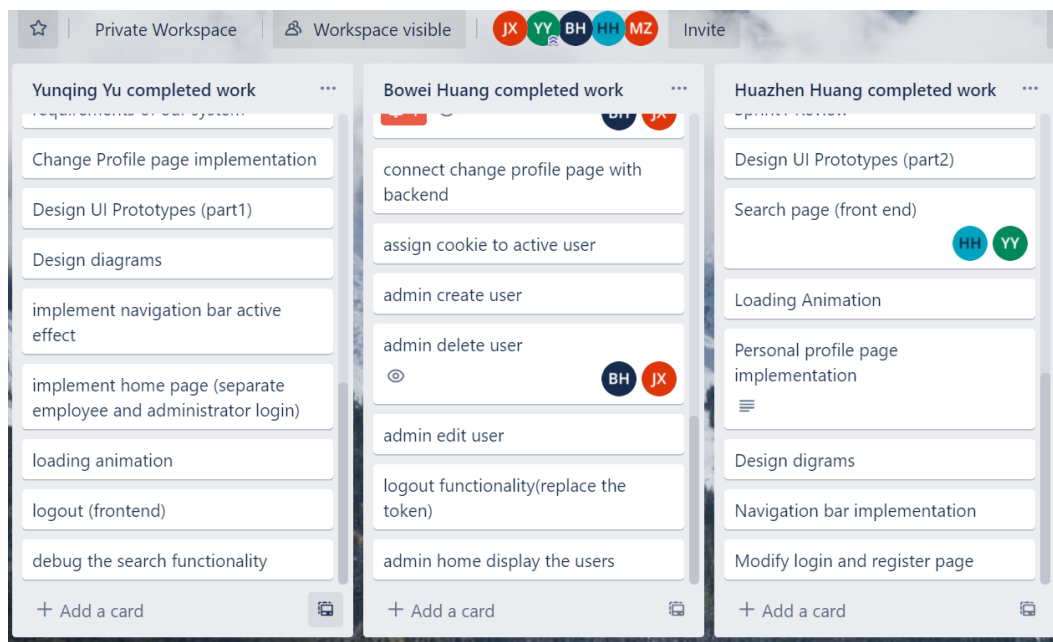 Private Workspace
Workspace visible
JX YY BH HH MZ
Invite
Yunqing Yu completed work
requirements of our system
Change Profile page implementation
Design UI Prototypes (part1)
Design diagrams
implement navigation bar active
effect
implement home page (separate
employee and administrator login)
loading animation
logout (frontend)
debug the search functionality
+ Add a card
Bowei Huang completed work
BH JX
connect change profile page with
backend
assign cookie to active user
admin create user
admin delete user
BH JX
admin edit user
logout functionality(replace the
token)
admin home display the users
+ Add a card
Huazhen Huang completed work
Sprint1 Review
Design UI Prototypes (part2)
Search page (front end)
HH YY
Loading Animation
Personal profile page
implementation
Design digrams
Navigation bar implementation
Modify login and register page
+ Add a card